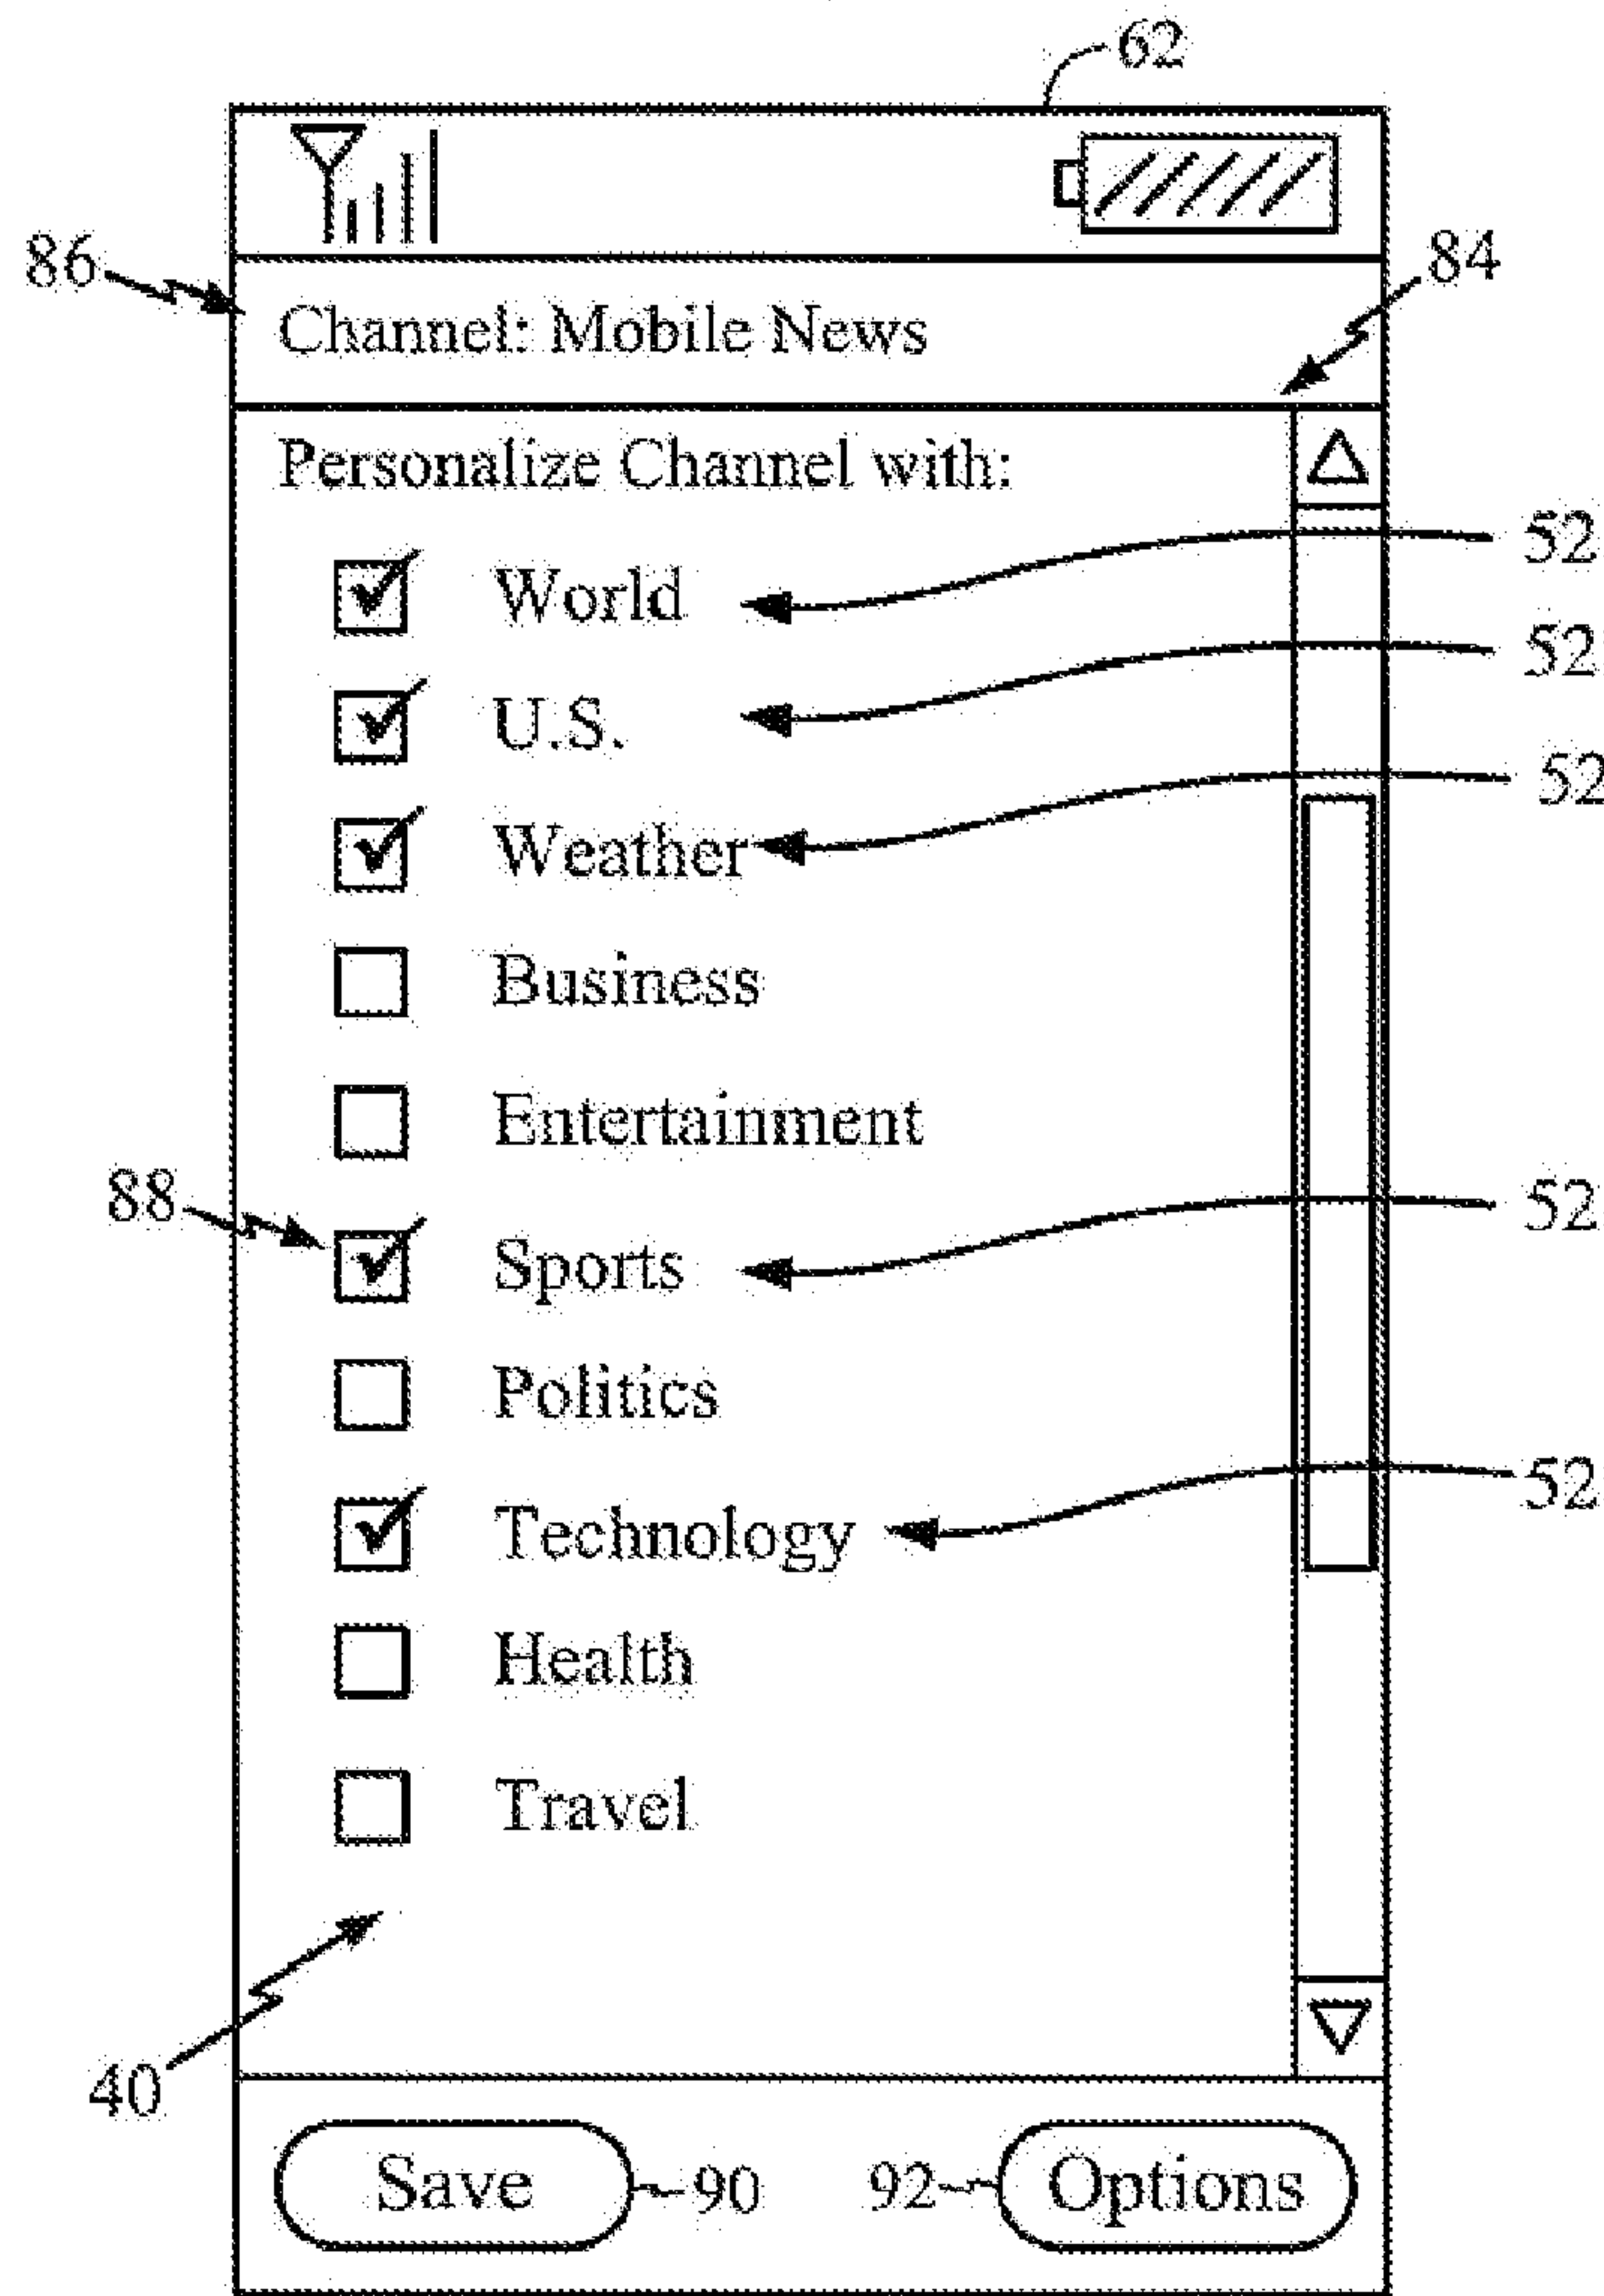 62
86
84
Channel: Mobile News
Personalize Channel with:
World 52
U.S. 52
Weather 52
Business
Entertainment
88 Sports 52
Politics
Technology 52
Health
Travel
40
Save 90 92 Options